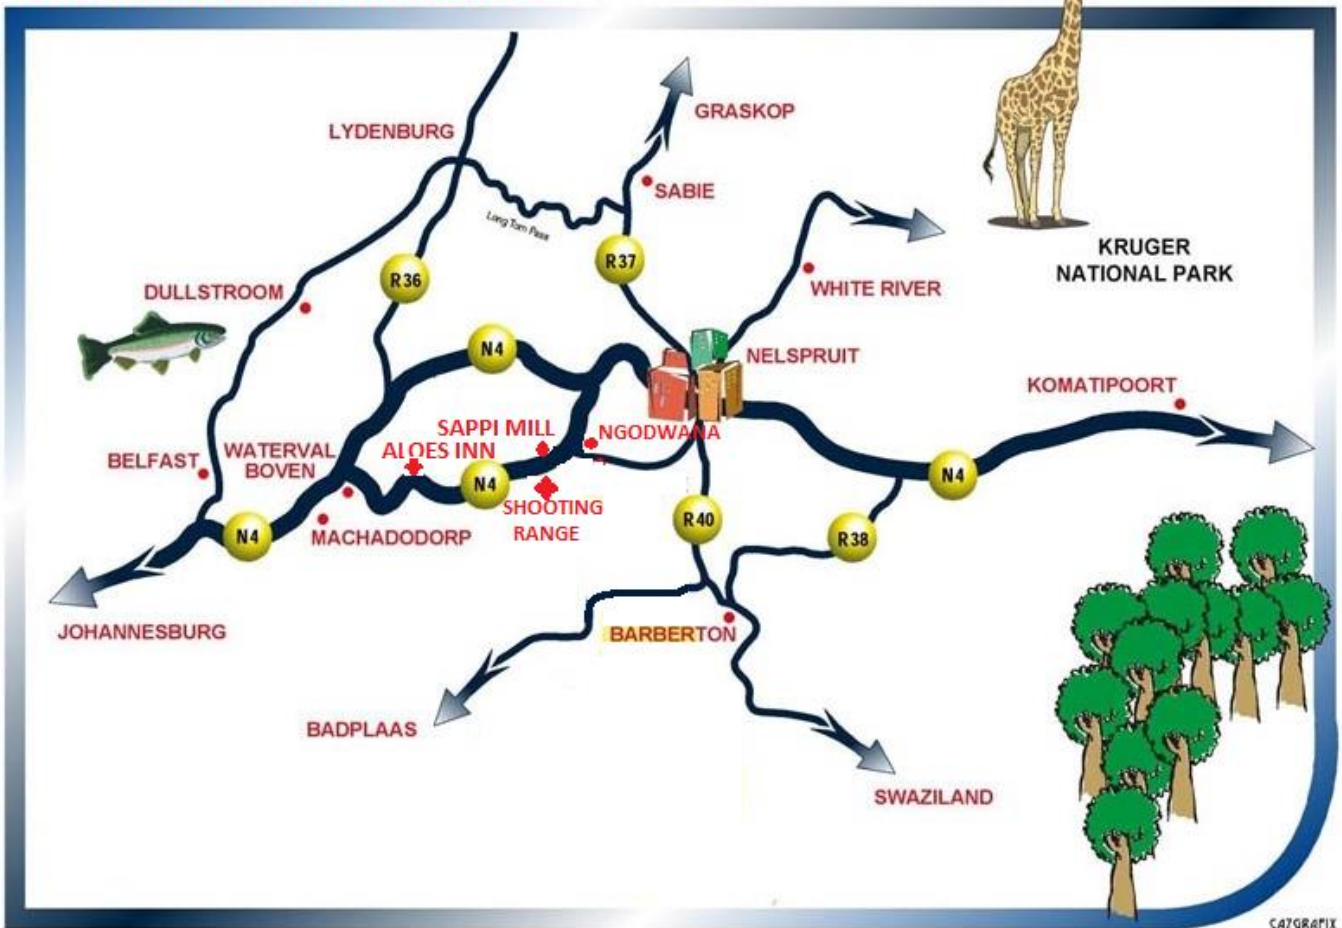 GRASKOP
LYDENBURG
SABIE
Long Tom Pass
KRUGER
NATIONAL PARK
R37
R36
WHITE RIVER
DULLSTROOM
N4
NELSPRUIT
KOMATIPOORT
SAPPI MILL
NGODWANA
ALOES INN
WATERVAL
BOVEN
BELFAST
N4
N4
SHOOTING
RANGE
R40
N4
MACHADODORP
R38
JOHANNESBURG
BARBERTON
BADPLAAS
SWAZILAND
CA7GRAFIX